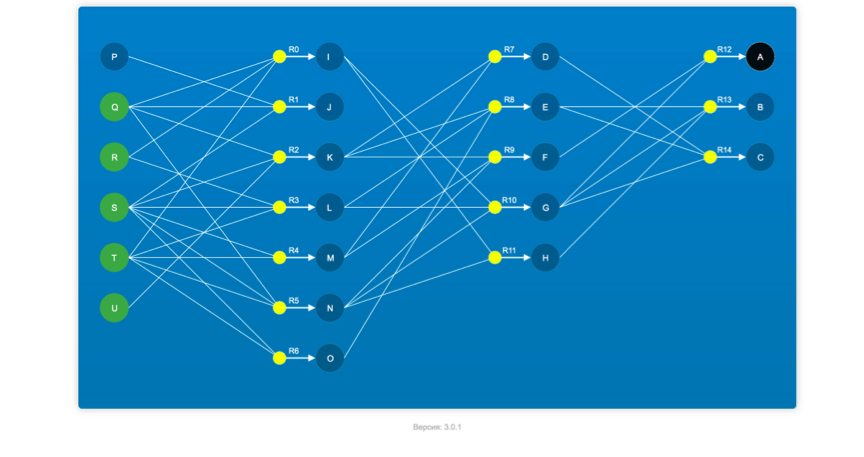 P R0 I R7 D R12 A
Q R1 J R8 E R13 B
R R2 K R9 F R14 C
S R3 L R10 G
T R4 M R11 H
U R5 N
R6 O
Версия: 3.0.1